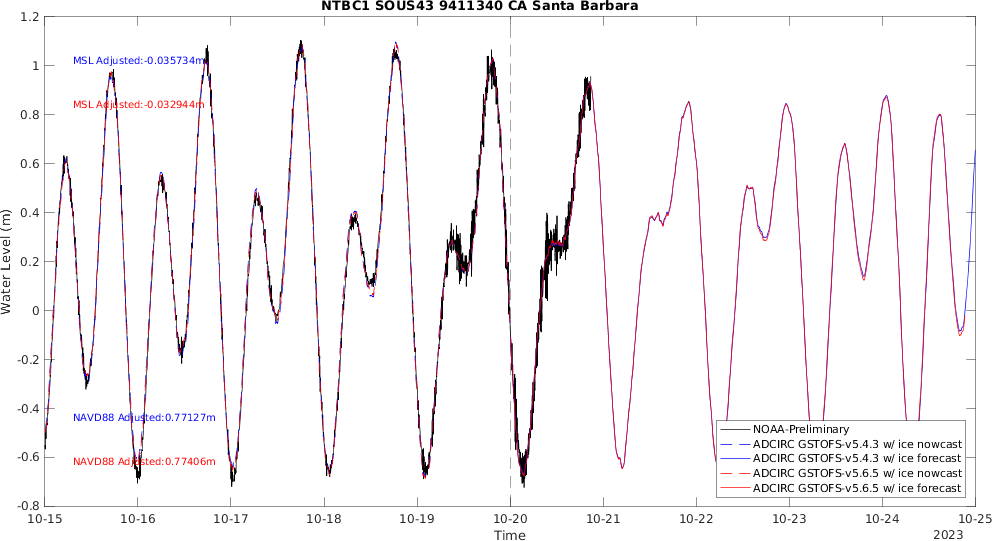 NTBC1 SOUS43 9411340 CA Santa Barbara
1.2
1
0.8
0.6
0.4
0.2
0
-0.2
-0.4
-0.6
-0.8
Water Level (m)
MSL Adjusted:-0.035734m
MSL Adjusted:-0.032944m
NAVD88 Adjusted:0.77127m
NAVD88 Adjusted:0.77406m
NOAA-Preliminary
ADCIRC GSTOFS-v5.4.3 w/ ice nowcast
ADCIRC GSTOFS-v5.4.3 w/ ice forecast
ADCIRC GSTOFS-v5.6.5 w/ ice nowcast
ADCIRC GSTOFS-v5.6.5 w/ ice forecast
10-15 10-16 10-17 10-18 10-19 10-20 10-21 10-22 10-23 10-24 10-25
Time
2023